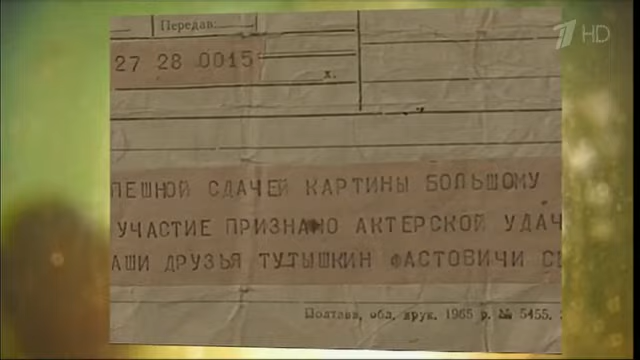 1 HD
Передав:
27 28 0015
х.
ПЕШНОЙ СДАЧЕЙ КАРТИНЫ БОЛЬШОМУ
УЧАСТИЕ ПРИЗНАНО АКТЕРСКОЙ УДАЧ
АШИ ДРУЗЬЯ ТУТЫШКИН ФАСТОВИЧИ С
Полтава, обл. друк. 1965 р. № 5455.